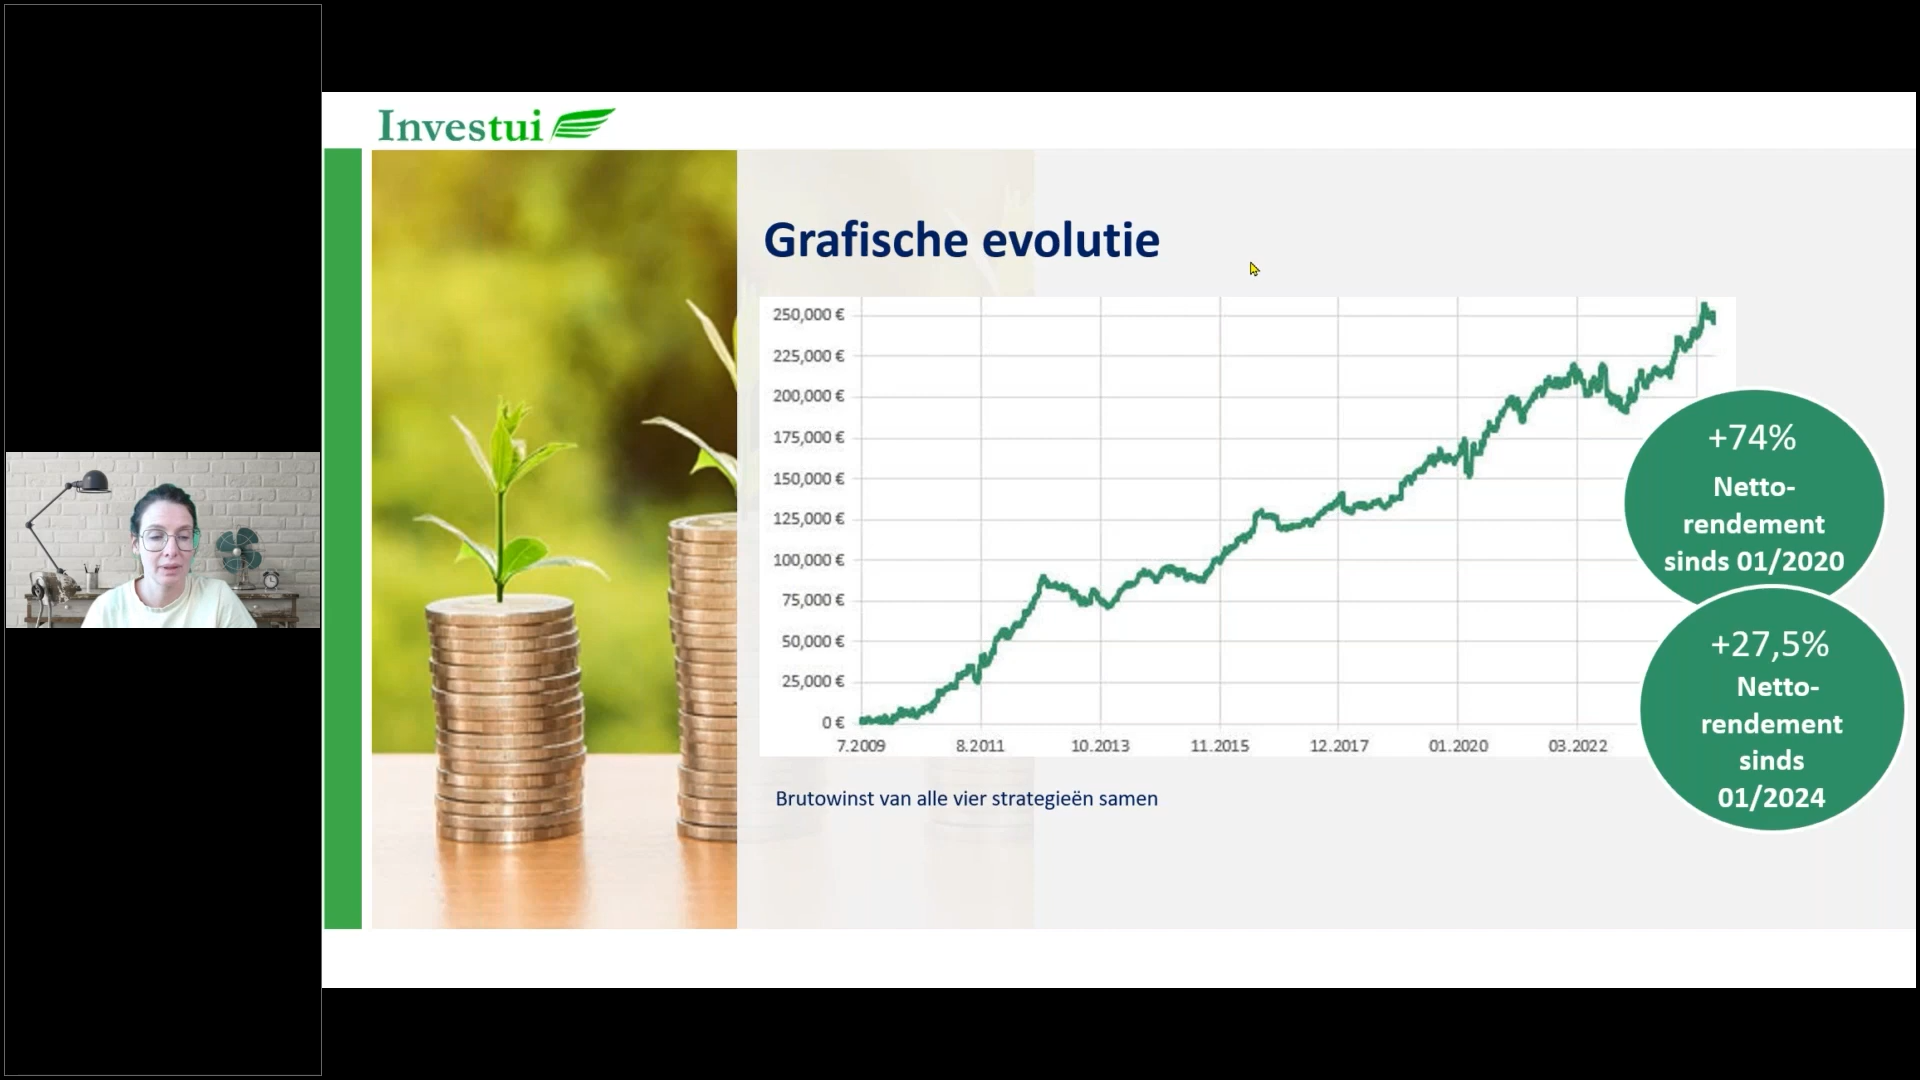 Investui
Grafische evolutie
250,000 €
225,000 €
200,000 €
175,000 €
150,000 €
125,000 €
100,000 €
75,000 €
50,000 €
25,000 €
0 €
7.2009 8.2011 10.2013 11.2015 12.2017 01.2020 03.2022
+74%
Netto-
rendement
sinds 01/2020
+27,5%
Netto-
rendement
sinds
01/2024
Brutowinst van alle vier strategieën samen